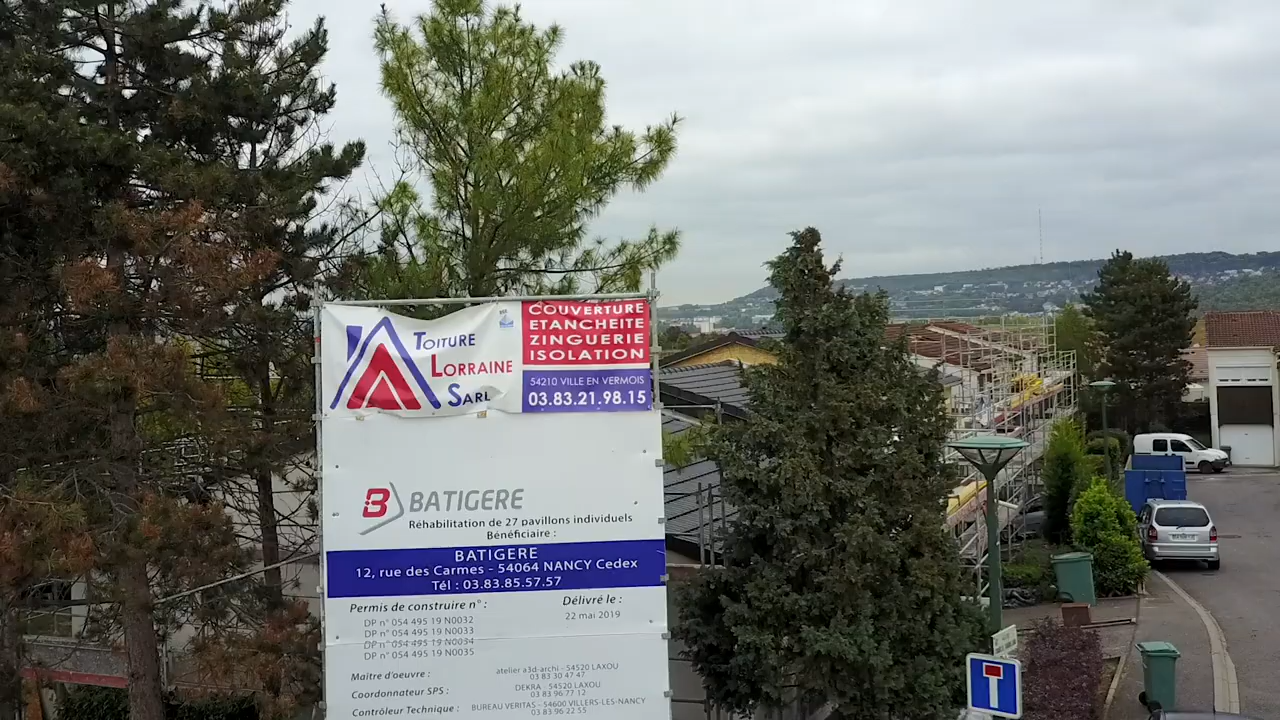 TOITURE
LORRAINE
SARL
COUVERTURE
ETANCHEITE
ZINGUERIE
ISOLATION
54210 VILLE EN VERMOIS
03.83.21.98.15
BATIGERE
Réhabilitation de 27 pavillons individuels
Bénéficiaire :
BATIGERE
12, rue des Carmes - 54064 NANCY Cedex
Tél : 03.83.85.57.57
Permis de construire n° : Délivré le :
DP n° 054 495 19 N0032 22 mai 2019
DP n° 054 495 19 N0033
DP n° 054 495 19 N0034
DP n° 054 495 19 N0035
Maitre d'oeuvre : atelier a3d-archi - 54520 LAXOU
03 83 30 47 47
Coordonnateur SPS : DEKRA - 54520 LAXOU
03 83 96 77 12
Contrôleur Technique : BUREAU VERITAS - 54600 VILLERS-LES-NANCY
03 83 96 22 55